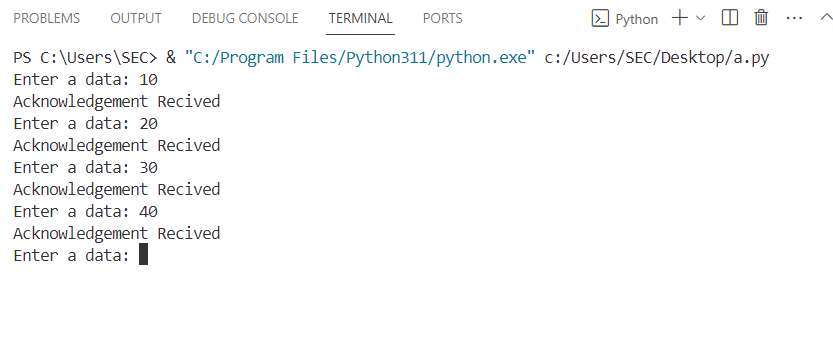 PROBLEMS OUTPUT DEBUG CONSOLE TERMINAL PORTS Python
PS C:\Users\SEC> & "C:/Program Files/Python311/python.exe" c:/Users/SEC/Desktop/a.py
Enter a data: 10
Acknowledgement Recived
Enter a data: 20
Acknowledgement Recived
Enter a data: 30
Acknowledgement Recived
Enter a data: 40
Acknowledgement Recived
Enter a data: